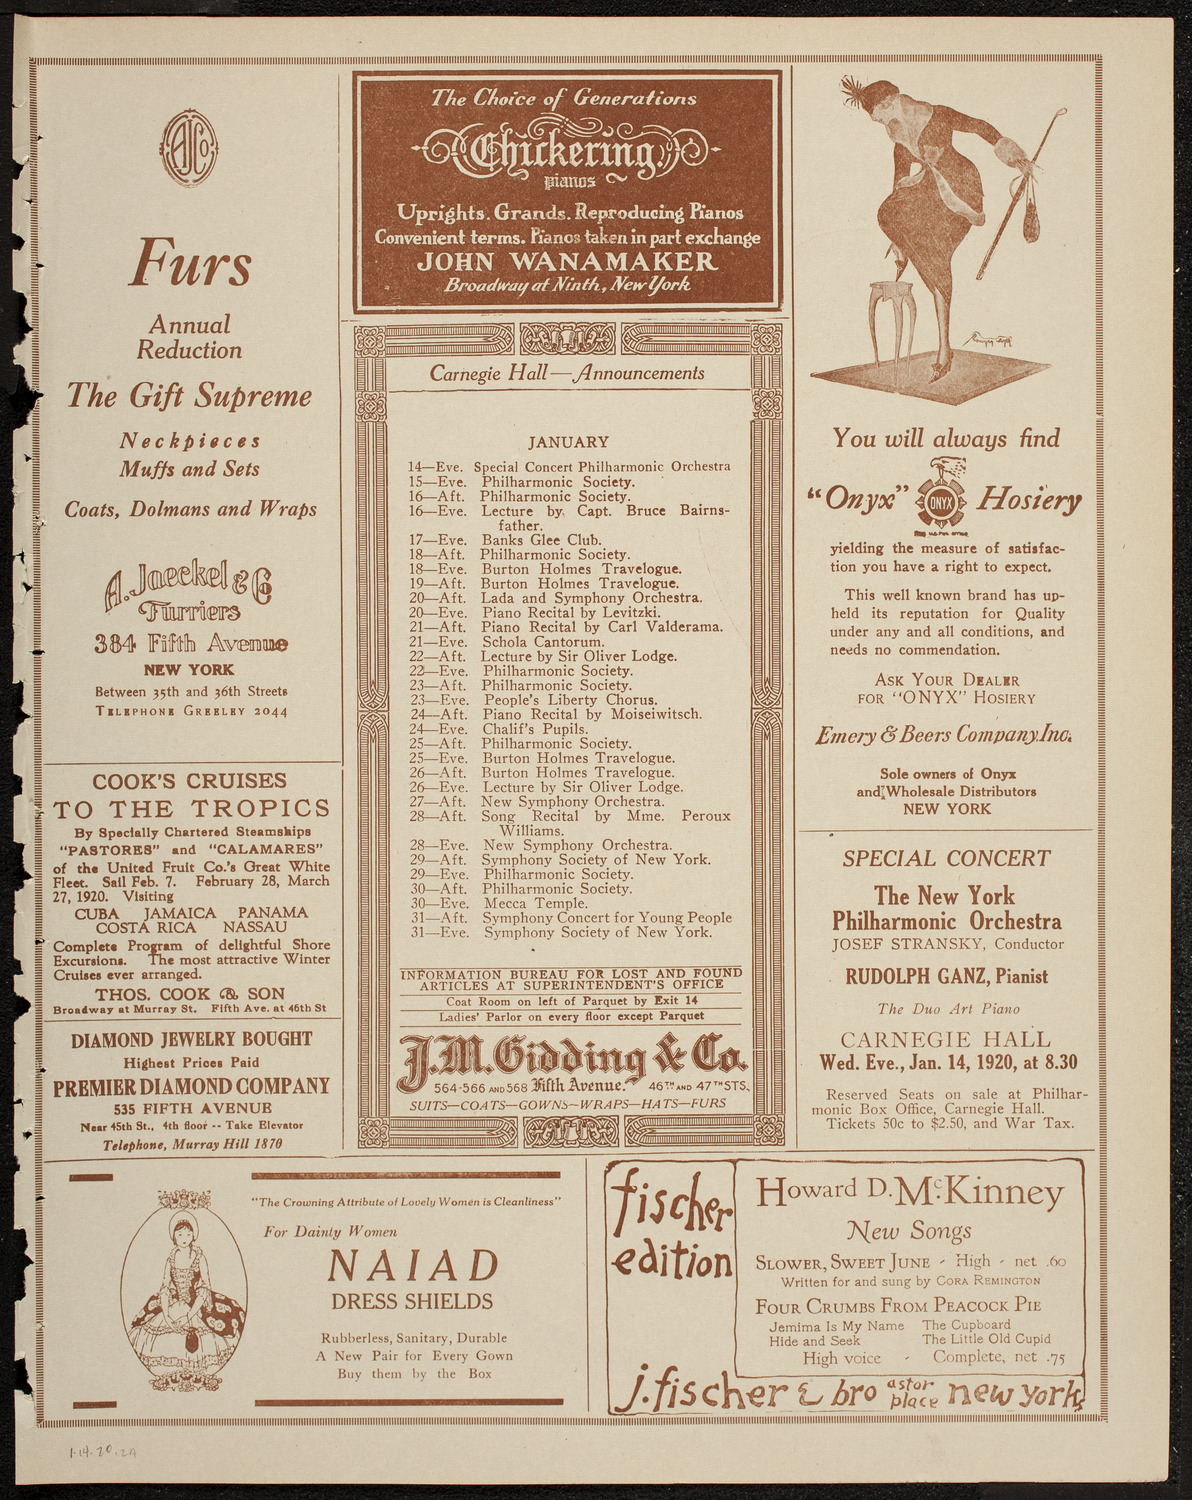 AJCo
Furs
Annual
Reduction
The Gift Supreme
Neckpieces
Muffs and Sets
Coats, Dolmans and Wraps
A. Jaeckel & Co
Furriers
384 Fifth Avenue
NEW YORK
Between 35th and 36th Streets
TELEPHONE GREELEY 2044
COOK'S CRUISES
TO THE TROPICS
By Specially Chartered Steamships
"PASTORES" and "CALAMARES"
of the United Fruit Co.'s Great White
Fleet. Sail Feb. 7. February 28, March
27, 1920. Visiting
CUBA JAMAICA PANAMA
COSTA RICA NASSAU
Complete Program of delightful Shore
Excursions. The most attractive Winter
Cruises ever arranged.
THOS. COOK & SON
Broadway at Murray St. Fifth Ave. at 46th St
DIAMOND JEWELRY BOUGHT
Highest Prices Paid
PREMIER DIAMOND COMPANY
535 FIFTH AVENUE
Near 45th St., 4th floor -- Take Elevator
Telephone, Murray Hill 1870
The Choice of Generations
Chickering
pianos
Uprights. Grands. Reproducing Pianos
Convenient terms. Pianos taken in part exchange
JOHN WANAMAKER
Broadway at Ninth, New York
Carnegie Hall—Announcements
JANUARY
14—Eve. Special Concert Philharmonic Orchestra
15—Eve. Philharmonic Society.
16—Aft. Philharmonic Society.
16—Eve. Lecture by Capt. Bruce Bairns-
father.
17—Eve. Banks Glee Club.
18—Aft. Philharmonic Society.
18—Eve. Burton Holmes Travelogue.
19—Aft. Burton Holmes Travelogue.
20—Aft. Lada and Symphony Orchestra.
20—Eve. Piano Recital by Levitzki.
21—Aft. Piano Recital by Carl Valderama.
21—Eve. Schola Cantorum.
22—Aft. Lecture by Sir Oliver Lodge.
22—Eve. Philharmonic Society.
23—Aft. Philharmonic Society.
23—Eve. People's Liberty Chorus.
24—Aft. Piano Recital by Moiseiwitsch.
24—Eve. Chalif's Pupils.
25—Aft. Philharmonic Society.
25—Eve. Burton Holmes Travelogue.
26—Aft. Burton Holmes Travelogue.
26—Eve. Lecture by Sir Oliver Lodge.
27—Aft. New Symphony Orchestra.
28—Aft. Song Recital by Mme. Peroux
Williams.
28—Eve. New Symphony Orchestra.
29—Aft. Symphony Society of New York.
29—Eve. Philharmonic Society.
30—Aft. Philharmonic Society.
30—Eve. Mecca Temple.
31—Aft. Symphony Concert for Young People
31—Eve. Symphony Society of New York.
INFORMATION BUREAU FOR LOST AND FOUND
ARTICLES AT SUPERINTENDENT'S OFFICE
Coat Room on left of Parquet by Exit 14
Ladies' Parlor on every floor except Parquet
J.M. Gidding & Co.
564-566 AND 568 Fifth Avenue. 46TH AND 47TH STS.
SUITS—COATS—GOWNS—WRAPS—HATS—FURS
You will always find
"Onyx" ONYX Hosiery
yielding the measure of satisfac-
tion you have a right to expect.
This well known brand has up-
held its reputation for Quality
under any and all conditions, and
needs no commendation.
ASK YOUR DEALER
FOR "ONYX" HOSIERY
Emery & Beers Company, Inc.
Sole owners of Onyx
and Wholesale Distributors
NEW YORK
SPECIAL CONCERT
The New York
Philharmonic Orchestra
JOSEF STRANSKY, Conductor
RUDOLPH GANZ, Pianist
The Duo Art Piano
CARNEGIE HALL
Wed. Eve., Jan. 14, 1920, at 8.30
Reserved Seats on sale at Philhar-
monic Box Office, Carnegie Hall.
Tickets 50c to $2.50, and War Tax.
"The Crowning Attribute of Lovely Women is Cleanliness"
For Dainty Women
NAIAD
DRESS SHIELDS
Rubberless, Sanitary, Durable
A New Pair for Every Gown
Buy them by the Box
fischer
edition
Howard D. McKinney
New Songs
SLOWER, SWEET JUNE - High - net .60
Written for and sung by CORA REMINGTON
FOUR CRUMBS FROM PEACOCK PIE
Jemima Is My Name The Cupboard
Hide and Seek The Little Old Cupid
High voice - Complete, net .75
j. fischer & bro astor place new york
1-14-20, 2A